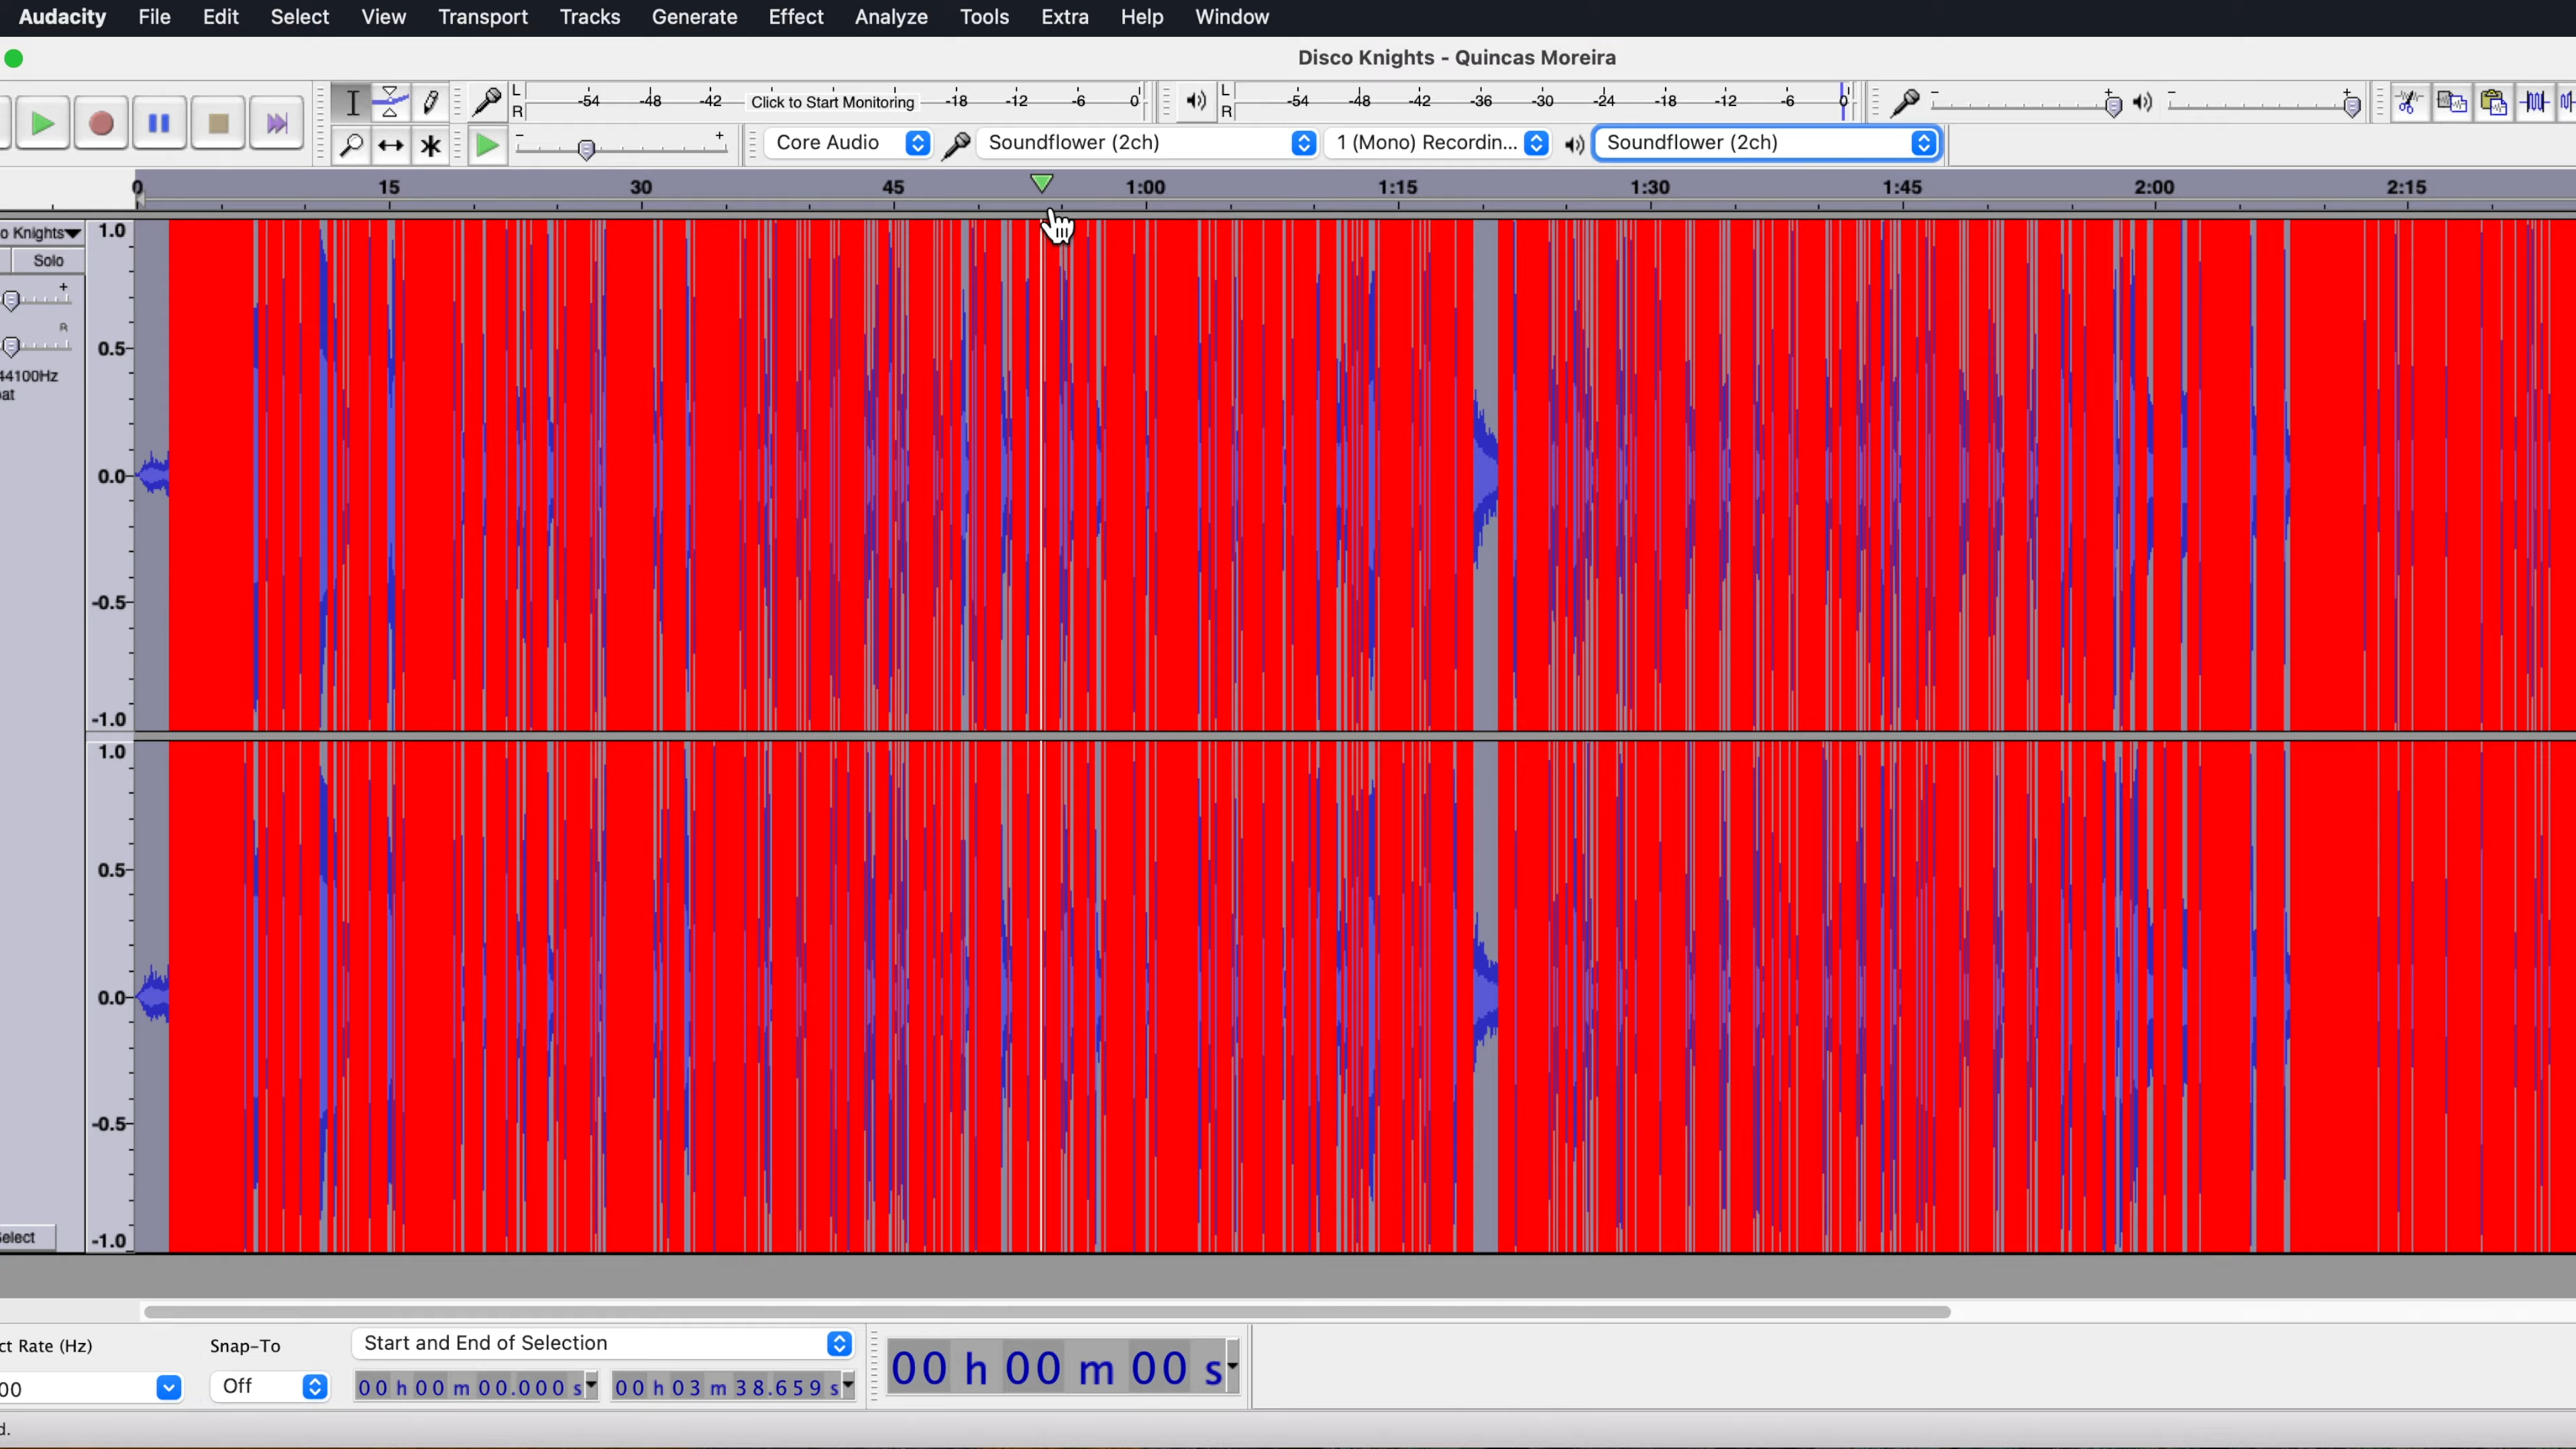 Audacity File Edit Select View Transport Tracks Generate Effect Analyze Tools Extra Help Window
Disco Knights - Quincas Moreira
L -54 -48 -42 Click to Start Monitoring -18 -12 -6 0 L -54 -48 -42 -36 -30 -24 -18 -12 -6 0 - + - +
R R
- + Core Audio Soundflower (2ch) 1 (Mono) Recordin... Soundflower (2ch)
0 15 30 45 1:00 1:15 1:30 1:45 2:00 2:15
o Knights 1.0
Solo
+
R
0.5
44100Hz
oat
0.0
-0.5
-1.0
1.0
0.5
0.0
-0.5
elect -1.0
ct Rate (Hz) Snap-To Start and End of Selection
00 Off 00 h 00 m 00.000 s 00 h 03 m 38.659 s 00 h 00 m 00 s
d.